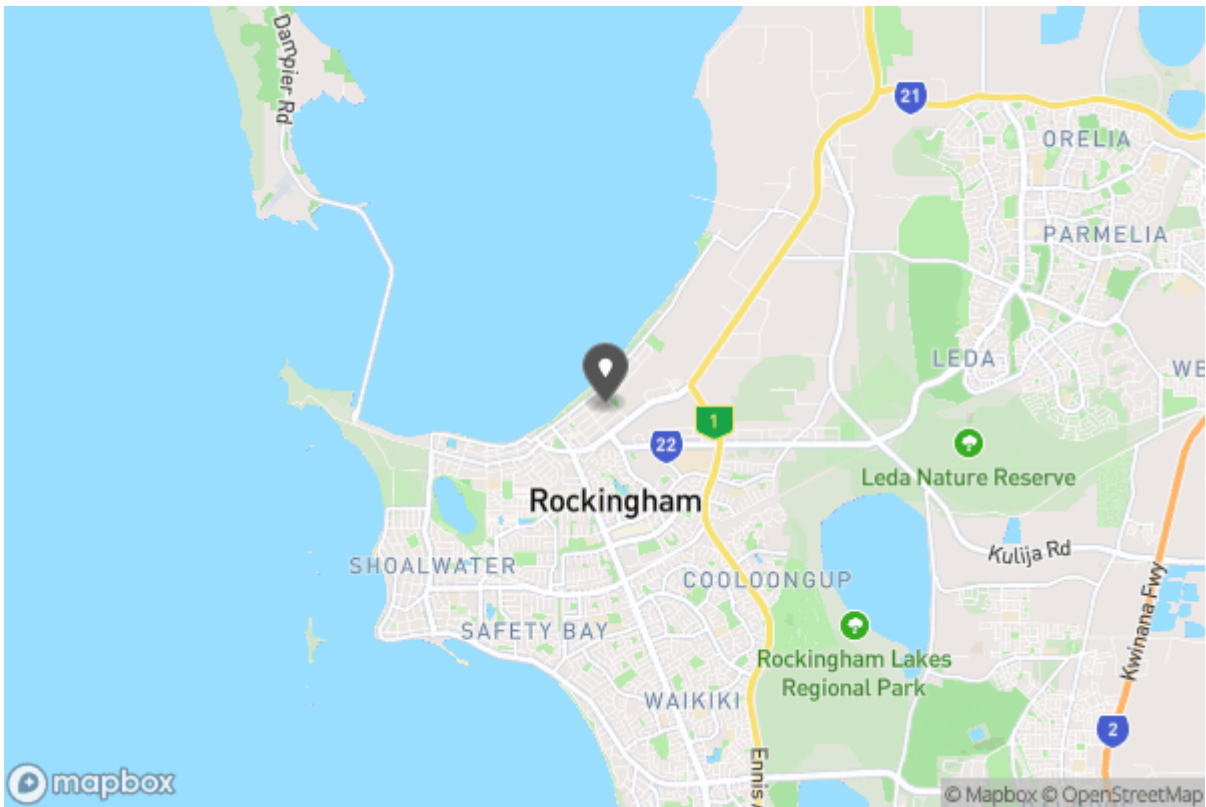 Dampier Rd
21
ORELIA
PARMELIA
LEDA
WE
1
22
Leda Nature Reserve
Rockingham
Kulija Rd
SHOALWATER
COOLOONGUP
Kwinana Fwy
SAFETY BAY
Rockingham Lakes
Regional Park
WAIKIKI
2
Ennis A
mapbox
© Mapbox © OpenStreetMap